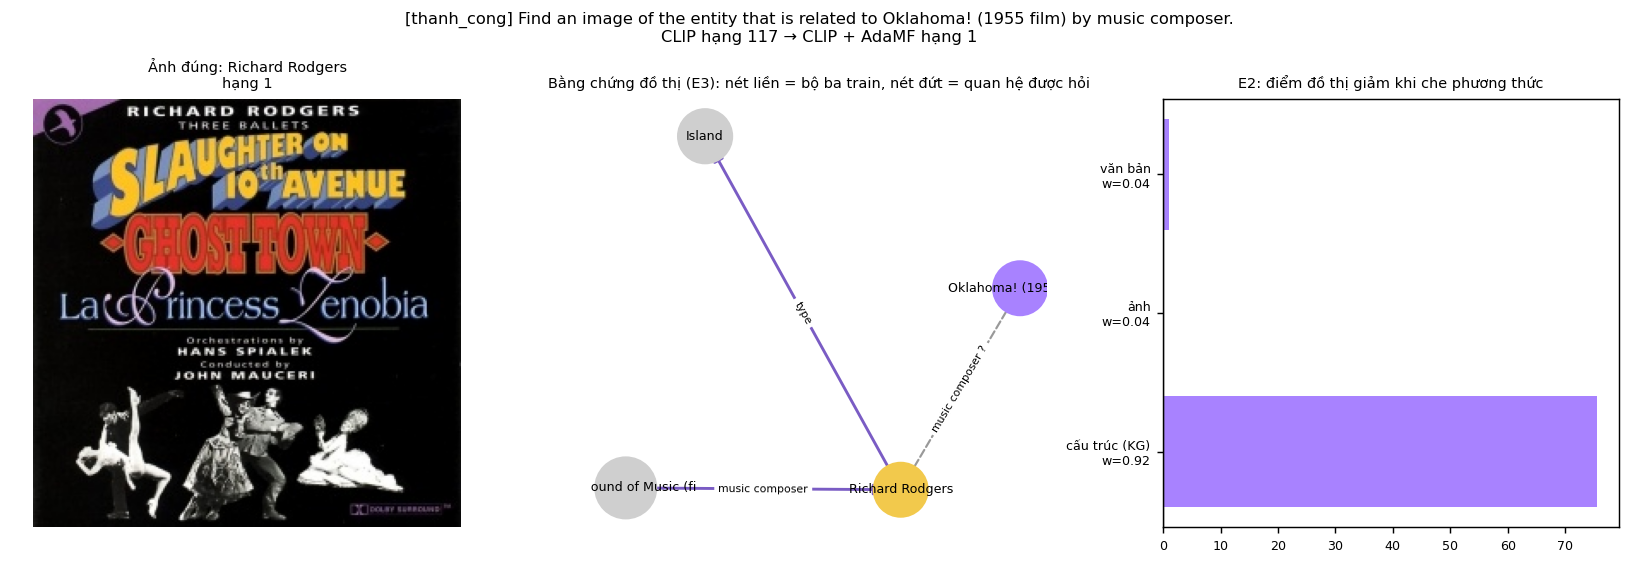 [thanh_cong] Find an image of the entity that is related to Oklahoma! (1955 film) by music composer.
CLIP hạng 117 → CLIP + AdaMF hạng 1
Ảnh đúng: Richard Rodgers
hạng 1
RICHARD RODGERS
THREE BALLETS
SLAUGHTER ON
10th AVENUE
GHOST TOWN
La Princess Zenobia
Orchestrations by
HANS SPIALEK
Conducted by
JOHN MAUCERI
DOLBY SURROUND
Bằng chứng đồ thị (E3): nét liền = bộ ba train, nét đứt = quan hệ được hỏi
Island
type
Oklahoma! (195
music composer ?
ound of Music (fi
music composer
Richard Rodgers
E2: điểm đồ thị giảm khi che phương thức
văn bản
w=0.04
ảnh
w=0.04
cấu trúc (KG)
w=0.92
0 10 20 30 40 50 60 70